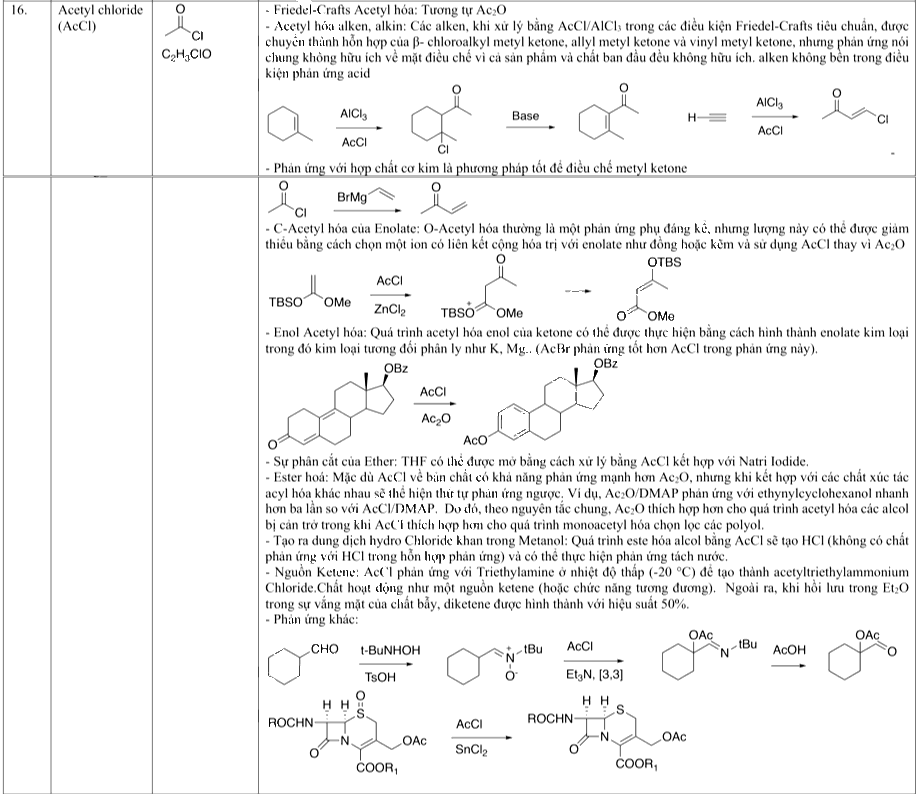 16.
Acetyl chloride
(AcCl)
O
Cl
C₂H₃ClO
- Friedel-Crafts Acetyl hóa: Tương tự Ac₂O
- Acetyl hóa alken, alkin: Các alken, khi xử lý bằng AcCl/AlCl₃ trong các điều kiện Friedel-Crafts tiêu chuẩn, được
chuyển thành hỗn hợp của β- chloroalkyl metyl ketone, allyl metyl ketone và vinyl metyl ketone, nhưng phản ứng nói
chung không hữu ích về mặt điều chế vì cả sản phẩm và chất ban đầu đều không hữu ích. alken không bền trong điều
kiện phản ứng acid
AlCl₃
AcCl
O
Cl
Base
O
H
AlCl₃
AcCl
O
Cl
- Phản ứng với hợp chất cơ kim là phương pháp tốt để điều chế metyl ketone
O
Cl
BrMg
O
- C-Acetyl hóa của Enolate: O-Acetyl hóa thường là một phản ứng phụ đáng kể, nhưng lượng này có thể được giảm
thiểu bằng cách chọn một ion có liên kết cộng hóa trị với enolate như đồng hoặc kẽm và sử dụng AcCl thay vì Ac₂O
TBSO
OMe
AcCl
ZnCl₂
O
TBSO
+
OMe
OTBS
O
OMe
- Enol Acetyl hóa: Quá trình acetyl hóa enol của ketone có thể được thực hiện bằng cách hình thành enolate kim loại
trong đó kim loại tương đối phân ly như K, Mg.. (AcBr phản ứng tốt hơn AcCl trong phản ứng này).
OBz
O
AcCl
Ac₂O
OBz
AcO
- Sự phân cắt của Ether: THF có thể được mở bằng cách xử lý bằng AcCl kết hợp với Natri Iodide.
- Ester hoá: Mặc dù AcCl về bản chất có khả năng phản ứng mạnh hơn Ac₂O, nhưng khi kết hợp với các chất xúc tác
acyl hóa khác nhau sẽ thể hiện thứ tự phản ứng ngược. Ví dụ, Ac₂O/DMAP phản ứng với ethynylcyclohexanol nhanh
hơn ba lần so với AcCl/DMAP. Do đó, theo nguyên tắc chung, Ac₂O thích hợp hơn cho quá trình acetyl hóa các alcol
bị cản trở trong khi AcCl thích hợp hơn cho quá trình monoacetyl hóa chọn lọc các polyol.
- Tạo ra dung dịch hydro Chloride khan trong Metanol: Quá trình este hóa alcol bằng AcCl sẽ tạo HCl (không có chất
phản ứng với HCl trong hỗn hợp phản ứng) và có thể thực hiện phản ứng tách nước.
- Nguồn Ketene: AcCl phản ứng với Triethylamine ở nhiệt độ thấp (-20 °C) để tạo thành acetyltriethylammonium
Chloride.Chất hoạt động như một nguồn ketene (hoặc chức năng tương đương). Ngoài ra, khi hồi lưu trong Et₂O
trong sự vắng mặt của chất bẫy, diketene được hình thành với hiệu suất 50%.
- Phản ứng khác:
CHO
t-BuNHOH
TsOH
N
+
tBu
O
-
AcCl
Et₃N, [3,3]
OAc
N
tBu
AcOH
OAc
O
ROCHN
H H
O
S
N
O
OAc
COOR₁
AcCl
SnCl₂
ROCHN
H H
S
N
O
OAc
COOR₁